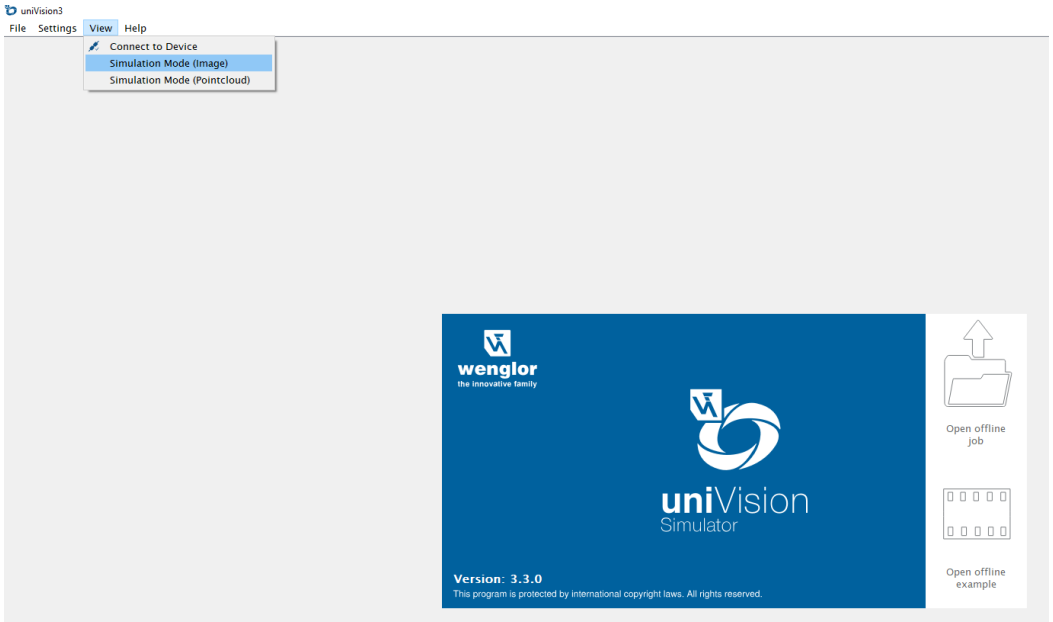 uniVision3
File Settings View Help
Connect to Device
Simulation Mode (Image)
Simulation Mode (Pointcloud)
wenglor
the innovative family
uniVision
Simulator
Version: 3.3.0
This program is protected by international copyright laws. All rights reserved.
Open offline
job
Open offline
example